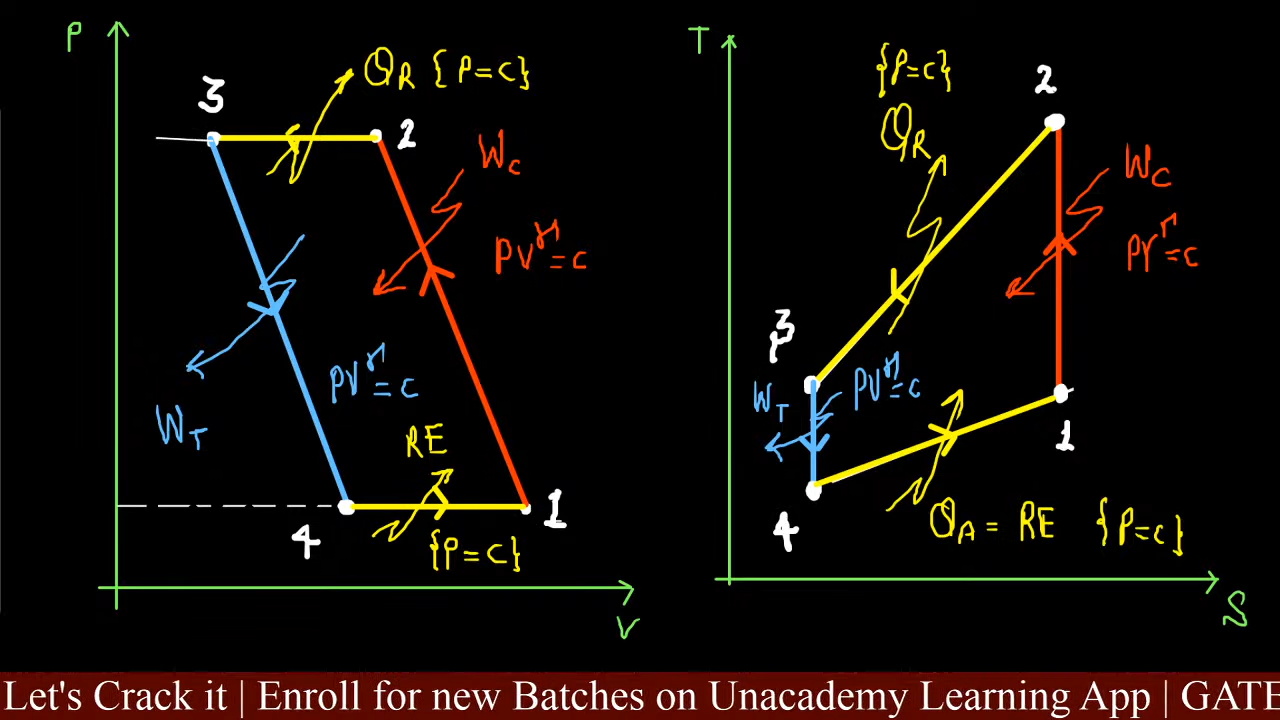 P
3
Q_R {P=C}
2
W_C
PV^γ=C
PV^γ=C
W_T
RE
4
{P=C}
1
V
T
{P=C}
2
Q_R
W_C
PV^γ=C
3
W_T
PV^γ=C
1
4
Q_A = RE {P=C}
S
Let's Crack it | Enroll for new Batches on Unacademy Learning App | GATE